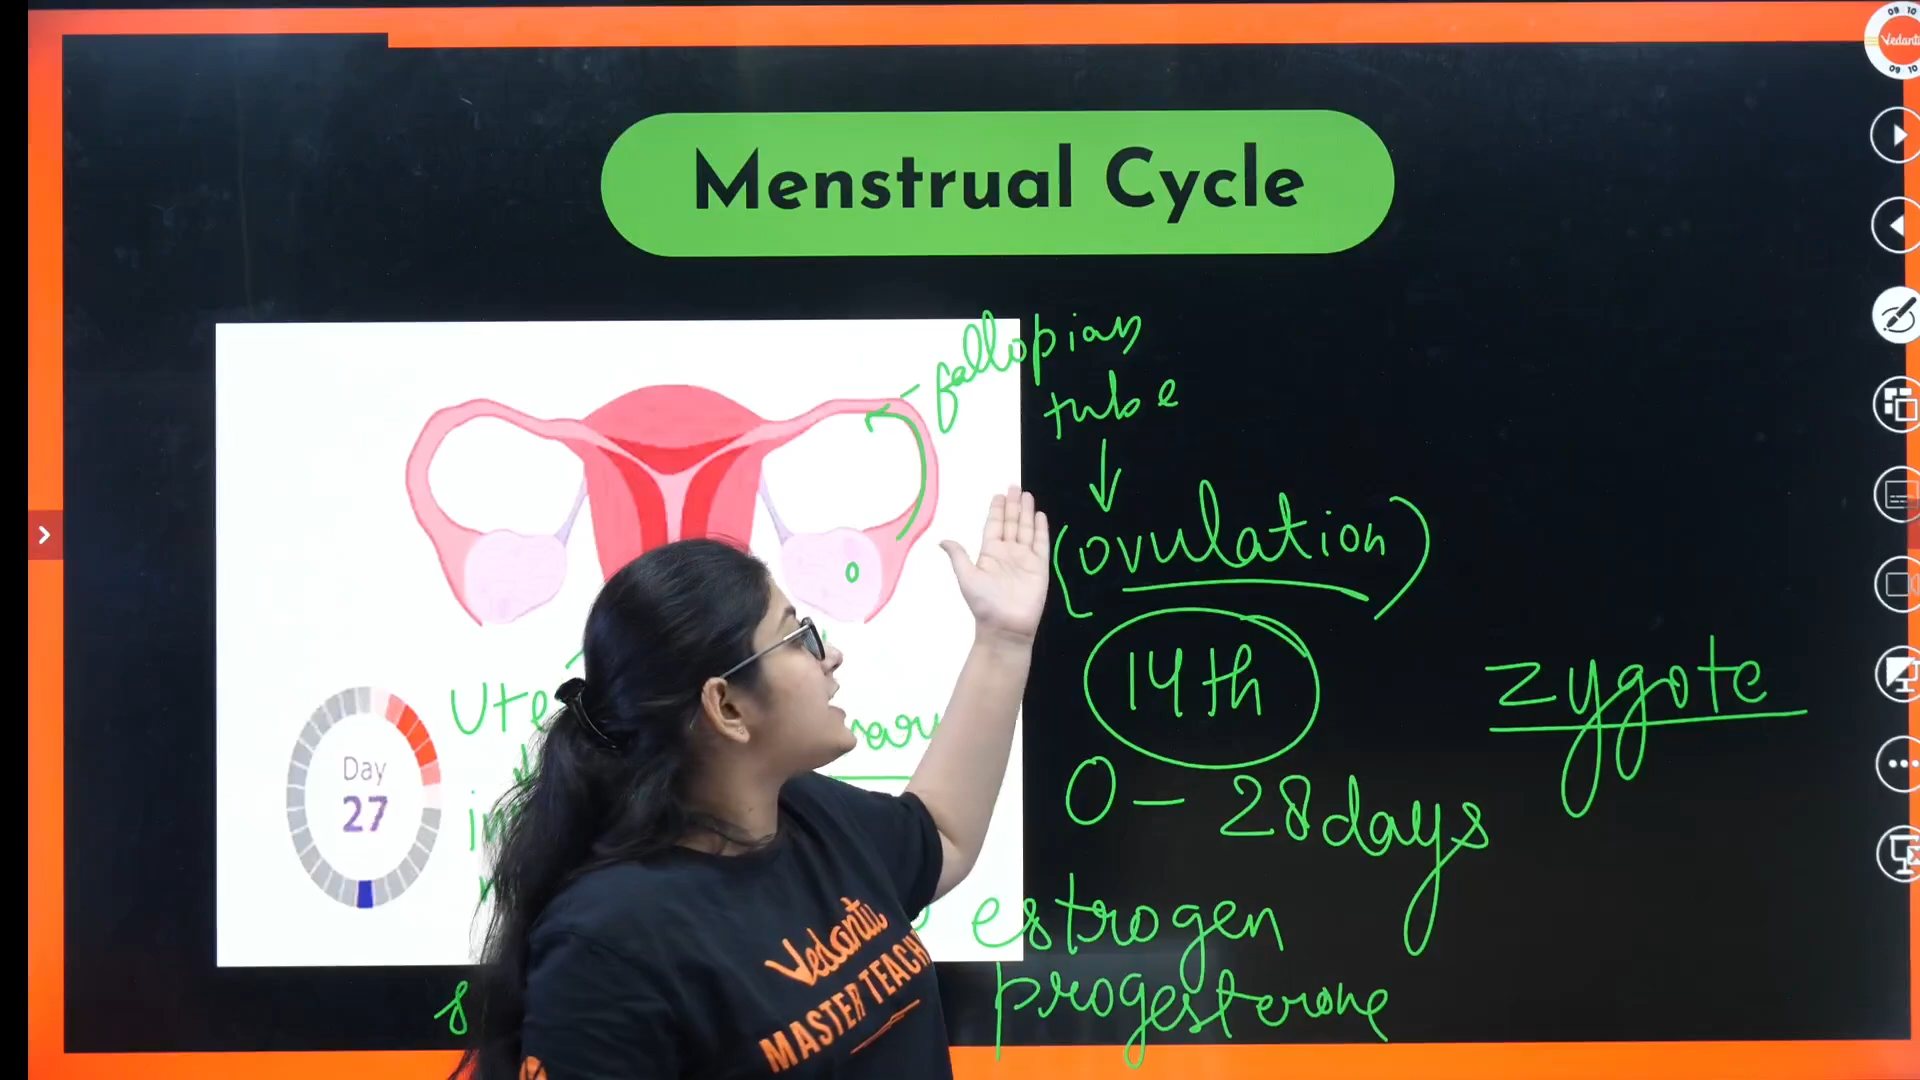 Menstrual Cycle
fallopian
tube
(ovulation)
14th
zygote
0 - 28 days
estrogen
progesterone
Day
27
Vedantu
MASTER TEACH